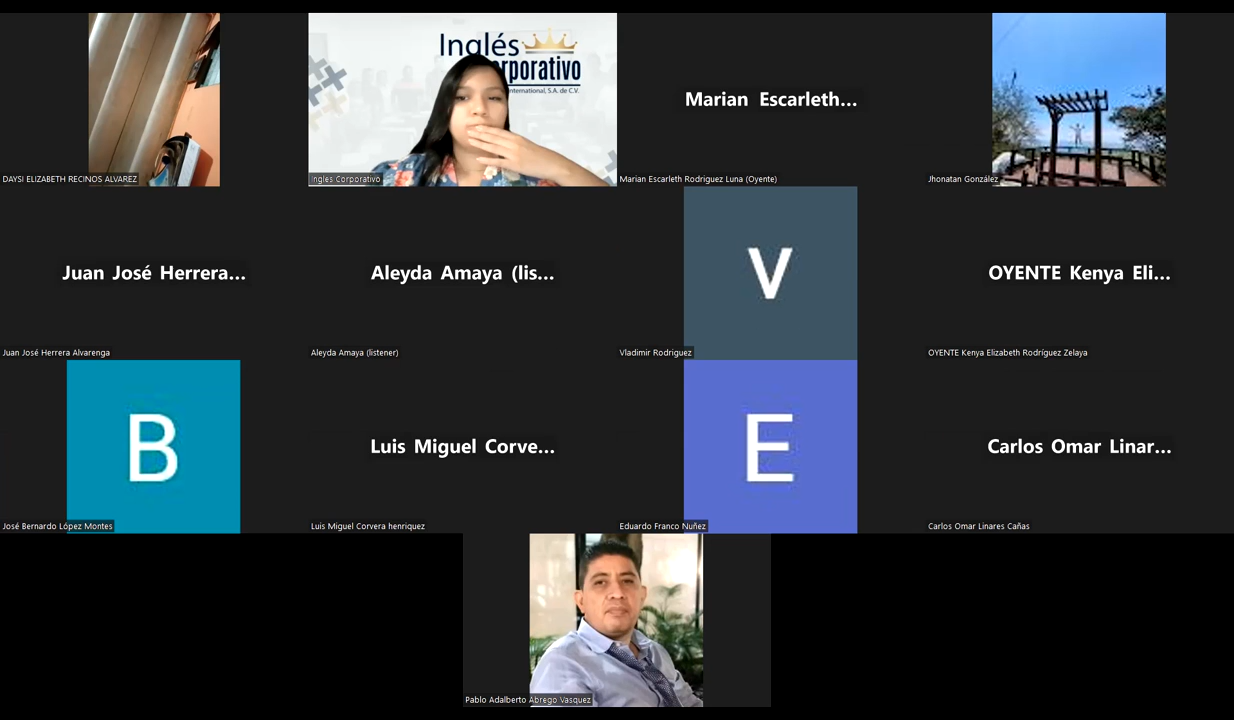 Inglés
Corporativo
International, S.A. de C.V.
Marian Escarleth...
DAYSI ELIZABETH RECINOS ALVAREZ
Ingles Corporativo
Marian Escarleth Rodriguez Luna (Oyente)
Jhonatan González
Juan José Herrera...
Aleyda Amaya (lis...
V
OYENTE Kenya Eli...
Juan José Herrera Alvarenga
Aleyda Amaya (listener)
Vladimir Rodriguez
OYENTE Kenya Elizabeth Rodríguez Zelaya
B
Luis Miguel Corve...
E
Carlos Omar Linar...
José Bernardo López Montes
Luis Miguel Corvera henriquez
Eduardo Franco Nuñez
Carlos Omar Linares Cañas
Pablo Adalberto Abrego Vasquez